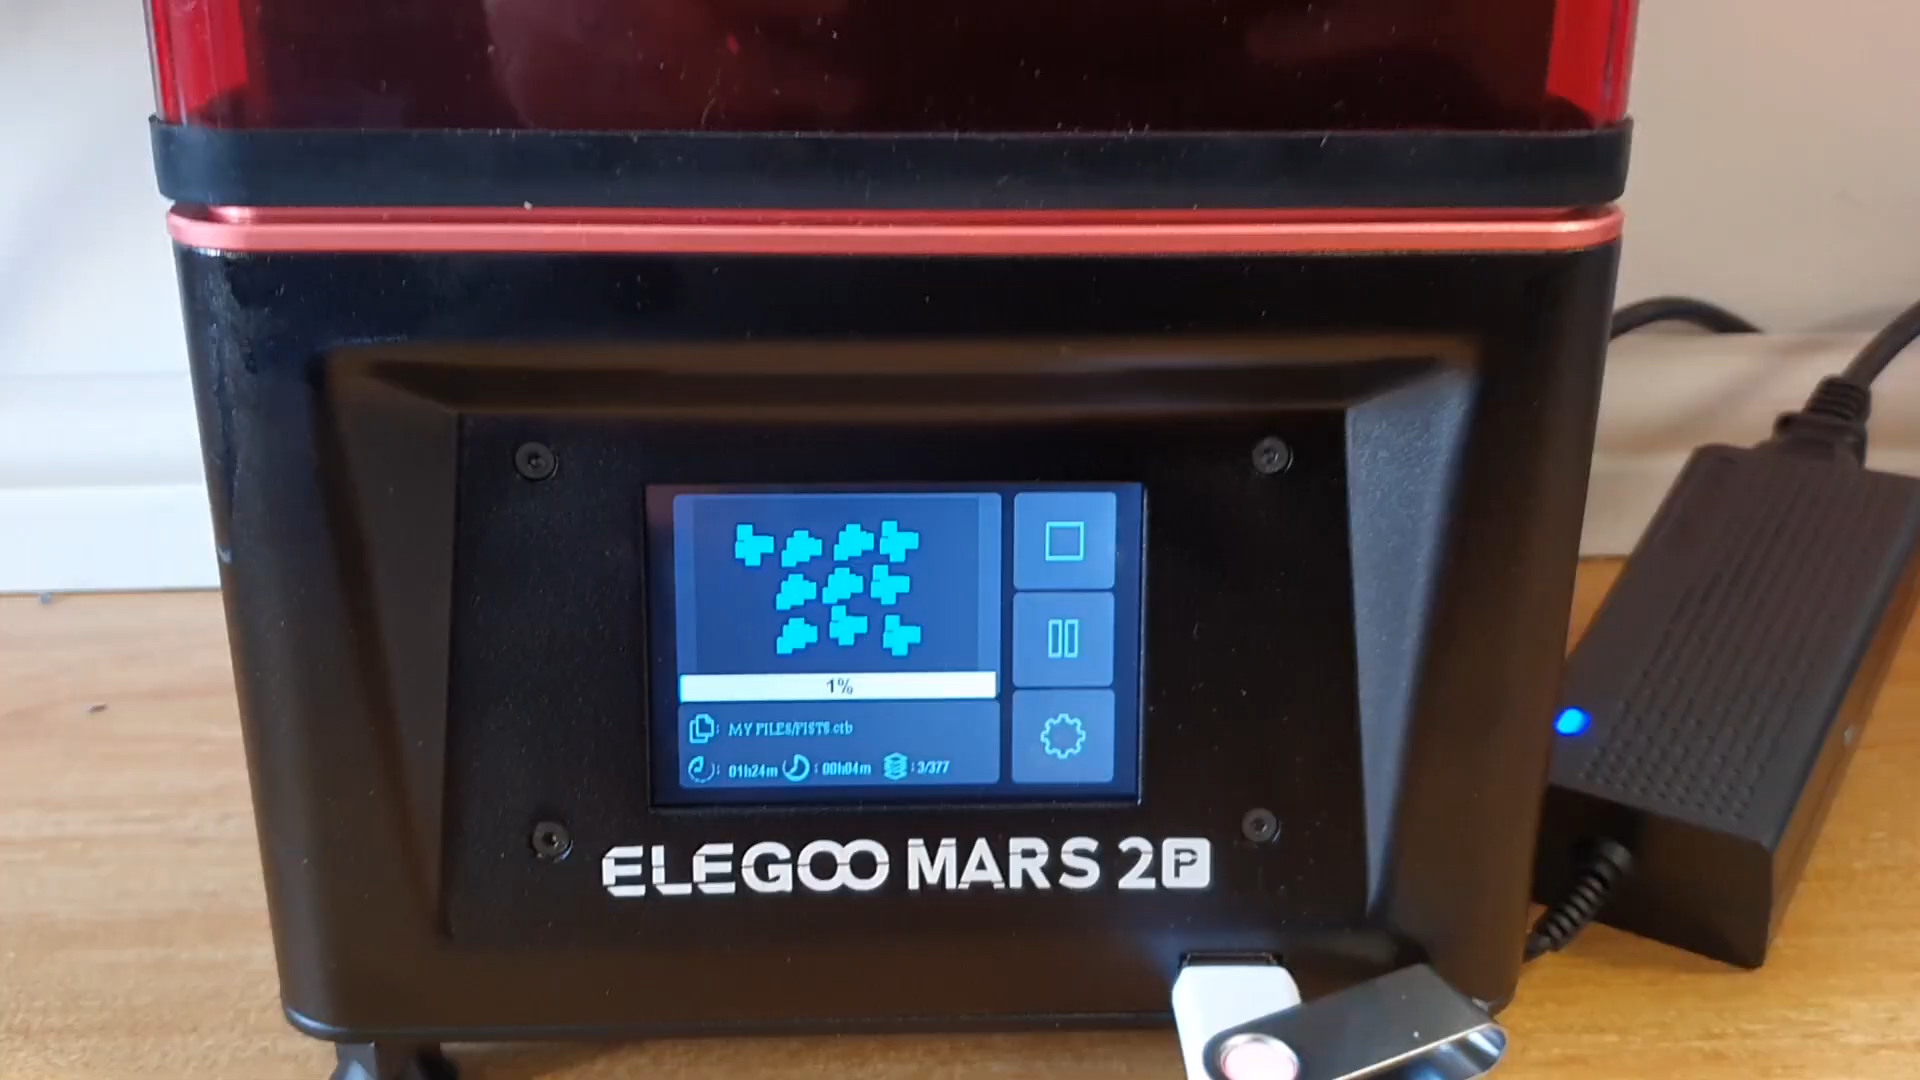 1%
: MY FILES/FISTS.ctb
: 01h24m : 00h04m : 3/377
ELEGOO MARS 2P